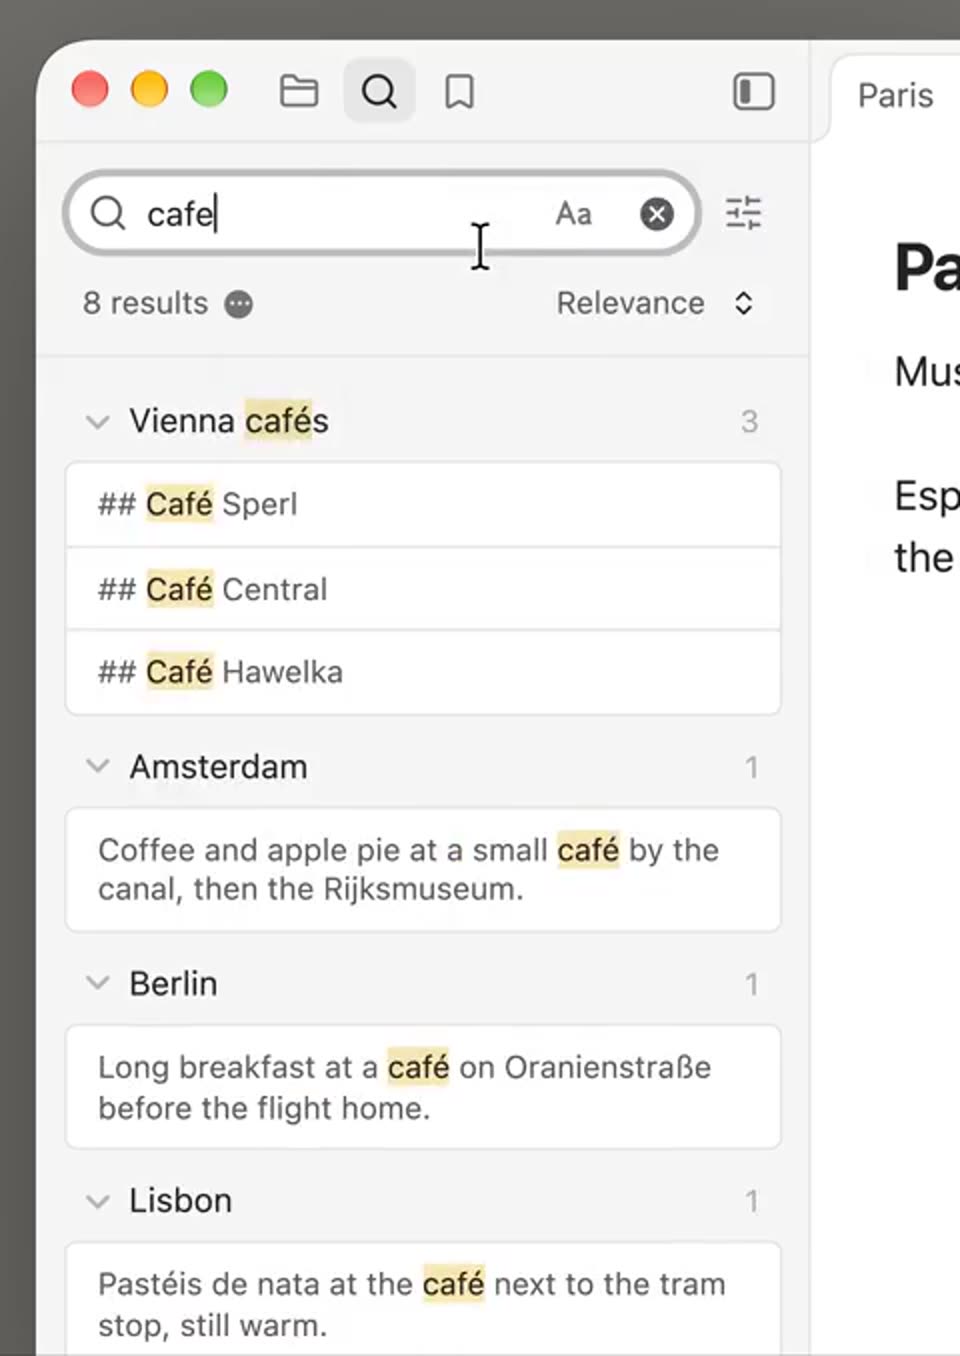 Paris
cafe
Aa
8 results
Relevance
Vienna cafés 3
## Café Sperl
## Café Central
## Café Hawelka
Amsterdam 1
Coffee and apple pie at a small café by the
canal, then the Rijksmuseum.
Berlin 1
Long breakfast at a café on Oranienstraße
before the flight home.
Lisbon 1
Pastéis de nata at the café next to the tram
stop, still warm.
Pa
Mus
Esp
the